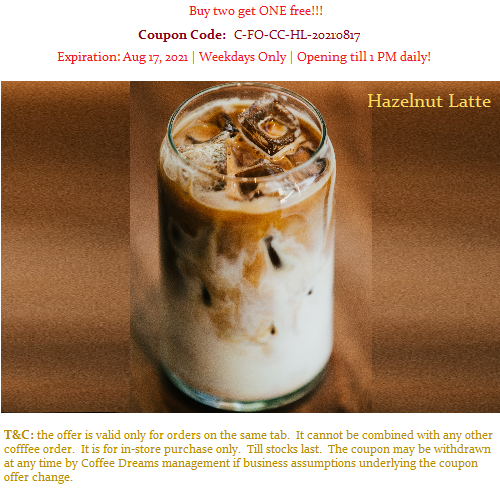 Buy two get ONE free!!!
Coupon Code: C-FO-CC-HL-20210817
Expiration: Aug 17, 2021 | Weekdays Only | Opening till 1 PM daily!
Hazelnut Latte
T&C: the offer is valid only for orders on the same tab. It cannot be combined with any other
cofffee order. It is for in-store purchase only. Till stocks last. The coupon may be withdrawn
at any time by Coffee Dreams management if business assumptions underlying the coupon
offer change.